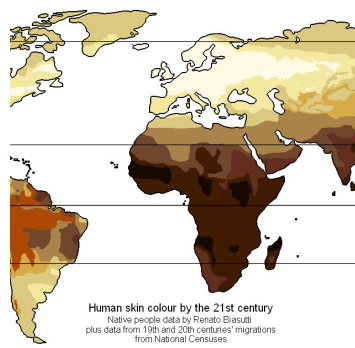 Human skin colour by the 21st century
Native people data by Renato Biasutti
plus data from 19th and 20th centuries' migrations
from National Censuses